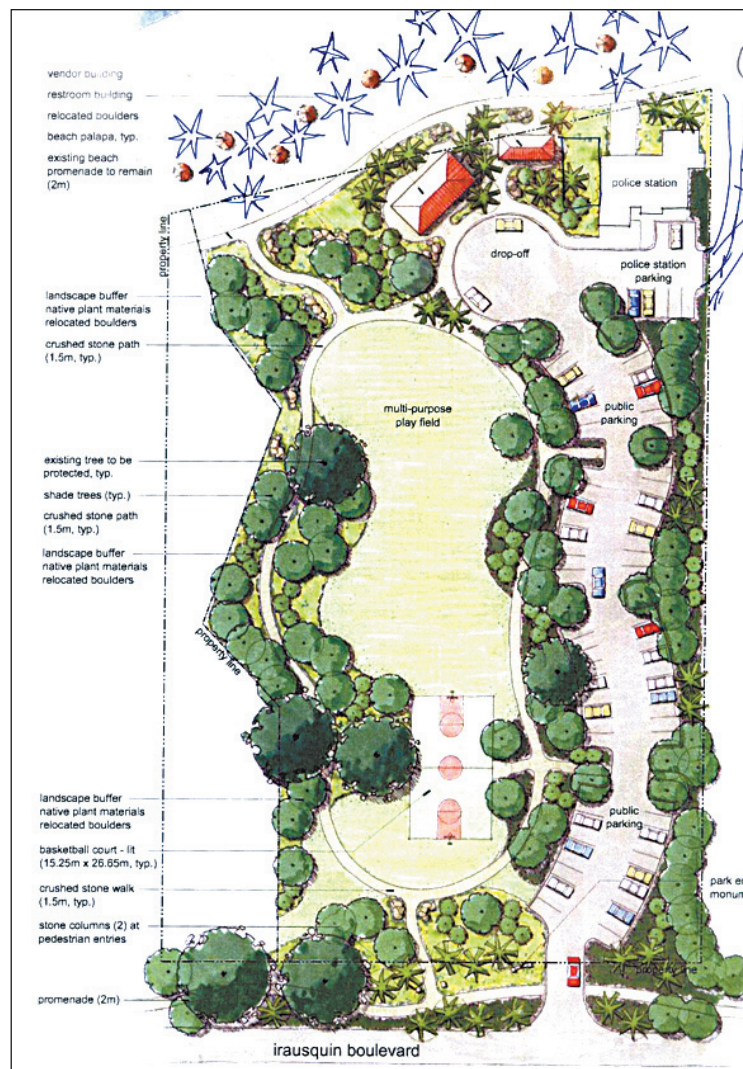 vendor building
restroom building
relocated boulders
beach palapa, typ.
existing beach
promenade to remain
(2m)
police station
property line
drop-off
police station
parking
landscape buffer
native plant materials
relocated boulders
crushed stone path
(1.5m, typ.)
multi-purpose
play field
public
parking
existing tree to be
protected, typ.
shade trees (typ.)
crushed stone path
(1.5m, typ.)
landscape buffer
native plant materials
relocated boulders
property line
landscape buffer
native plant materials
relocated boulders
public
parking
basketball court - lit
(15.25m x 26.65m, typ.)
crushed stone walk
(1.5m, typ.)
park en
monum
stone columns (2) at
pedestrian entries
property line
promenade (2m)
irausquin boulevard